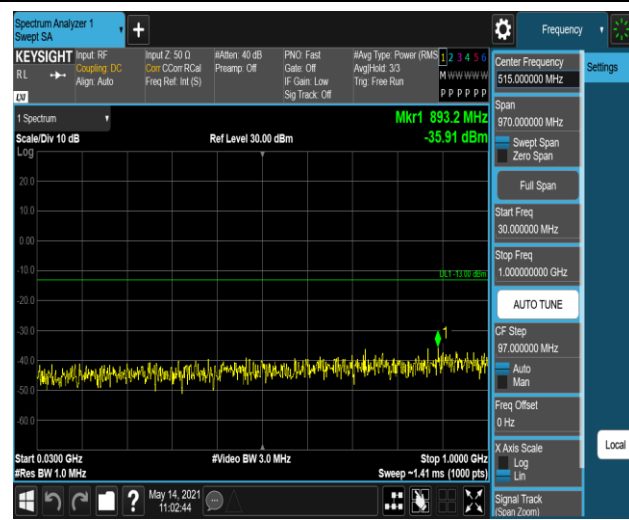 Spectrum Analyzer 1
Swept SA
Frequency
KEYSIGHT
RL
LXI
Input: RF
Coupling: DC
Align: Auto
Input Z: 50 Ω
Corr CCorr RCal
Freq Ref: Int (S)
#Atten: 40 dB
Preamp: Off
PNO: Fast
Gate: Off
IF Gain: Low
Sig Track: Off
#Avg Type: Power (RMS
Avg|Hold: 3/3
Trig: Free Run
1 2 3 4 5 6
M W W W W W
P P P P P P
1 Spectrum
Scale/Div 10 dB
Log
Ref Level 30.00 dBm
Mkr1 893.2 MHz
-35.91 dBm
20.0
10.0
0.00
-10.0
-20.0
-30.0
-40.0
-50.0
-60.0
DL1 -13.00 dBm
1
Start 0.0300 GHz
#Res BW 1.0 MHz
#Video BW 3.0 MHz
Stop 1.0000 GHz
Sweep ~1.41 ms (1000 pts)
Center Frequency
515.000000 MHz
Span
970.000000 MHz
Swept Span
Zero Span
Full Span
Start Freq
30.000000 MHz
Stop Freq
1.000000000 GHz
AUTO TUNE
CF Step
97.000000 MHz
Auto
Man
Freq Offset
0 Hz
X Axis Scale
Log
Lin
Signal Track
(Span Zoom)
Settings
Local
?
May 14, 2021
11:02:44